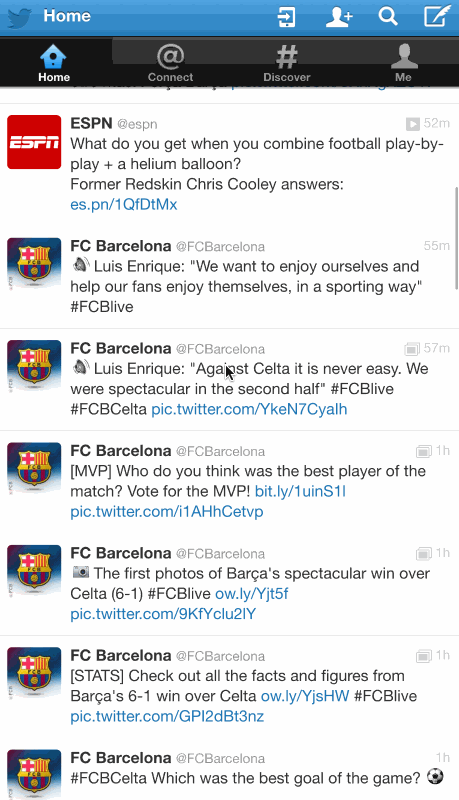 Home
Home
Connect
Discover
Me
ESPN @espn 52m
What do you get when you combine football play-by-
play + a helium balloon?
Former Redskin Chris Cooley answers:
es.pn/1QfDtMx
FC Barcelona @FCBarcelona 55m
Luis Enrique: "We want to enjoy ourselves and
help our fans enjoy themselves, in a sporting way"
#FCBlive
FC Barcelona @FCBarcelona 57m
Luis Enrique: "Against Celta it is never easy. We
were spectacular in the second half" #FCBlive
#FCBCelta pic.twitter.com/YkeN7CyaIh
FC Barcelona @FCBarcelona 1h
[MVP] Who do you think was the best player of the
match? Vote for the MVP! bit.ly/1uinS1l
pic.twitter.com/i1AHhCetvp
FC Barcelona @FCBarcelona 1h
The first photos of Barça's spectacular win over
Celta (6-1) #FCBlive ow.ly/Yjt5f
pic.twitter.com/9KfYclu2lY
FC Barcelona @FCBarcelona 1h
[STATS] Check out all the facts and figures from
Barça's 6-1 win over Celta ow.ly/YjsHW #FCBlive
pic.twitter.com/GPI2dBt3nz
FC Barcelona @FCBarcelona 1h
#FCBCelta Which was the best goal of the game?